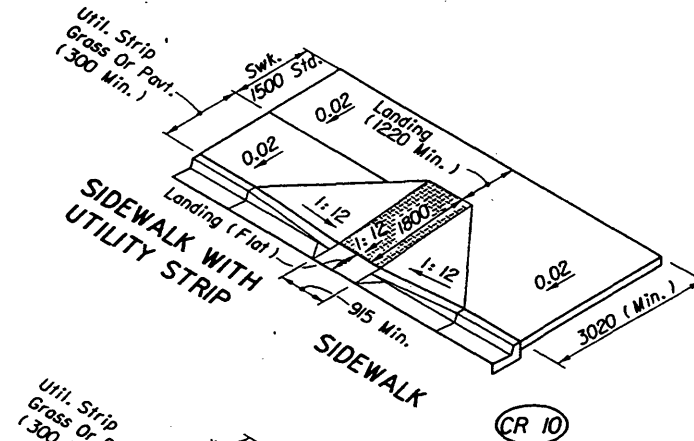 Util. Strip
Grass Or Pavt.
(300 Min.)
Swk.
1500 Std.
0.02
Landing
(1220 Min.)
0.02
1:12
1:12
1800
1:12
0.02
Landing (Flat)
915 Min.
3020 (Min.)
SIDEWALK WITH
UTILITY STRIP
SIDEWALK
CR 10
Util. Strip
Grass Or
(300